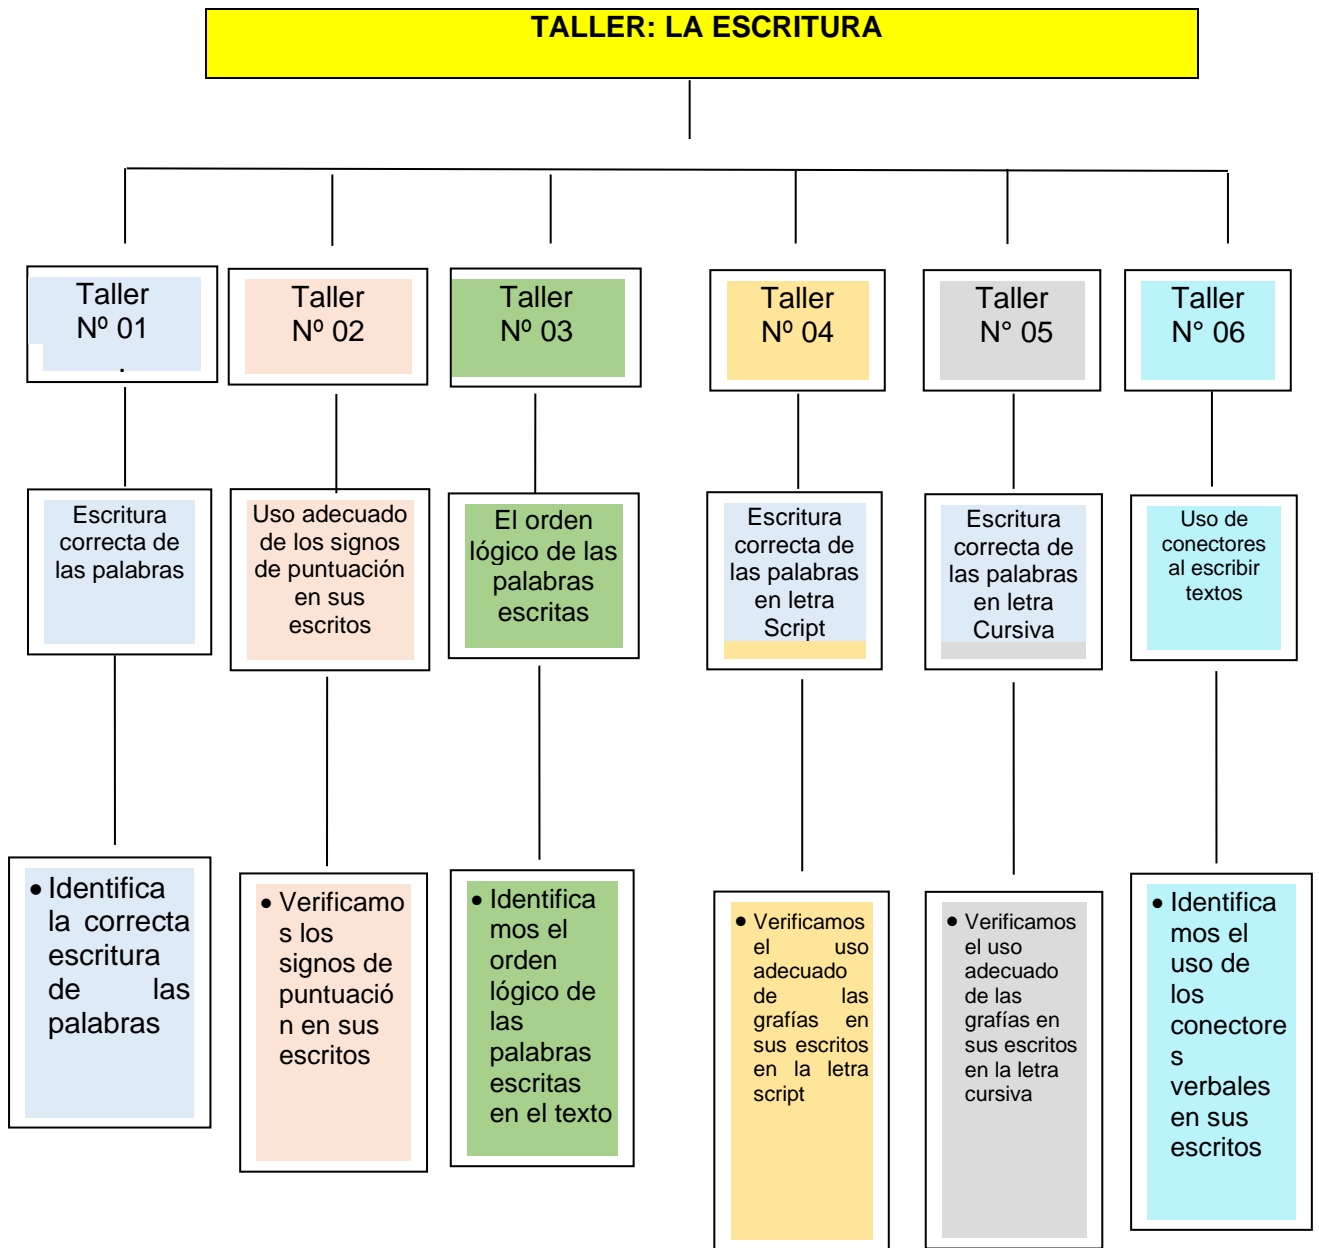 TALLER: LA ESCRITURA
Taller
Nº 01
.
Taller
Nº 02
Taller
Nº 03
Taller
Nº 04
Taller
N° 05
Taller
N° 06
Escritura
correcta de
las palabras
Uso adecuado
de los signos
de puntuación
en sus
escritos
El orden
lógico de las
palabras
escritas
Escritura
correcta de
las palabras
en letra
Script
Escritura
correcta de
las palabras
en letra
Cursiva
Uso de
conectores
al escribir
textos
• Identifica
la correcta
escritura
de las
palabras
• Verificamo
s los
signos de
puntuació
n en sus
escritos
• Identifica
mos el
orden
lógico de
las
palabras
escritas
en el texto
• Verificamos
el uso
adecuado
de las
grafías en
sus escritos
en la letra
script
• Verificamos
el uso
adecuado
de las
grafías en
sus escritos
en la letra
cursiva
• Identifica
mos el
uso de
los
conectore
s
verbales
en sus
escritos